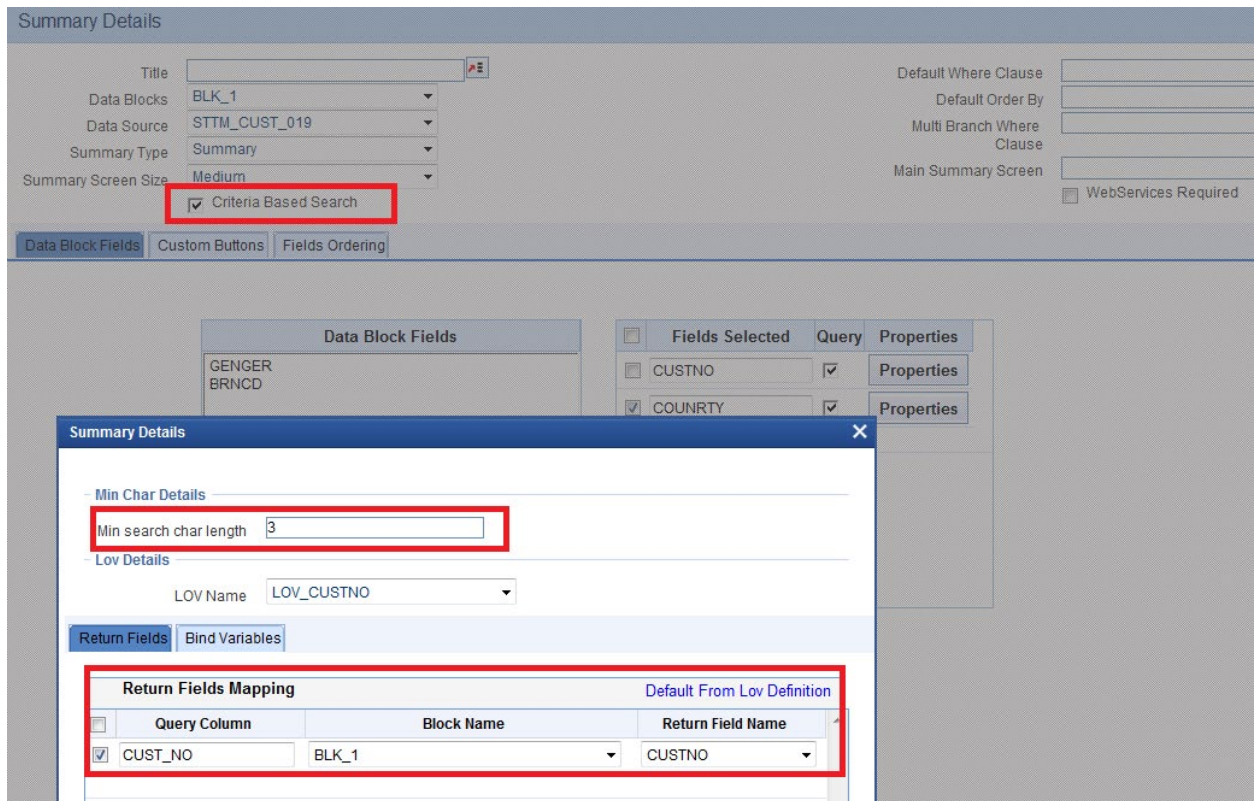 Summary Details
Title
Default Where Clause
Data Blocks BLK_1
Default Order By
Data Source STTM_CUST_019
Multi Branch Where
Clause
Summary Type Summary
Main Summary Screen
Summary Screen Size Medium
WebServices Required
Criteria Based Search
Data Block Fields Custom Buttons Fields Ordering
Data Block Fields
Fields Selected Query Properties
GENGER
BRNCD
CUSTNO Properties
COUNRTY Properties
Summary Details
Min Char Details
Min search char length 3
Lov Details
LOV Name LOV_CUSTNO
Return Fields Bind Variables
Return Fields Mapping Default From Lov Definition
Query Column Block Name Return Field Name
CUST_NO BLK_1 CUSTNO